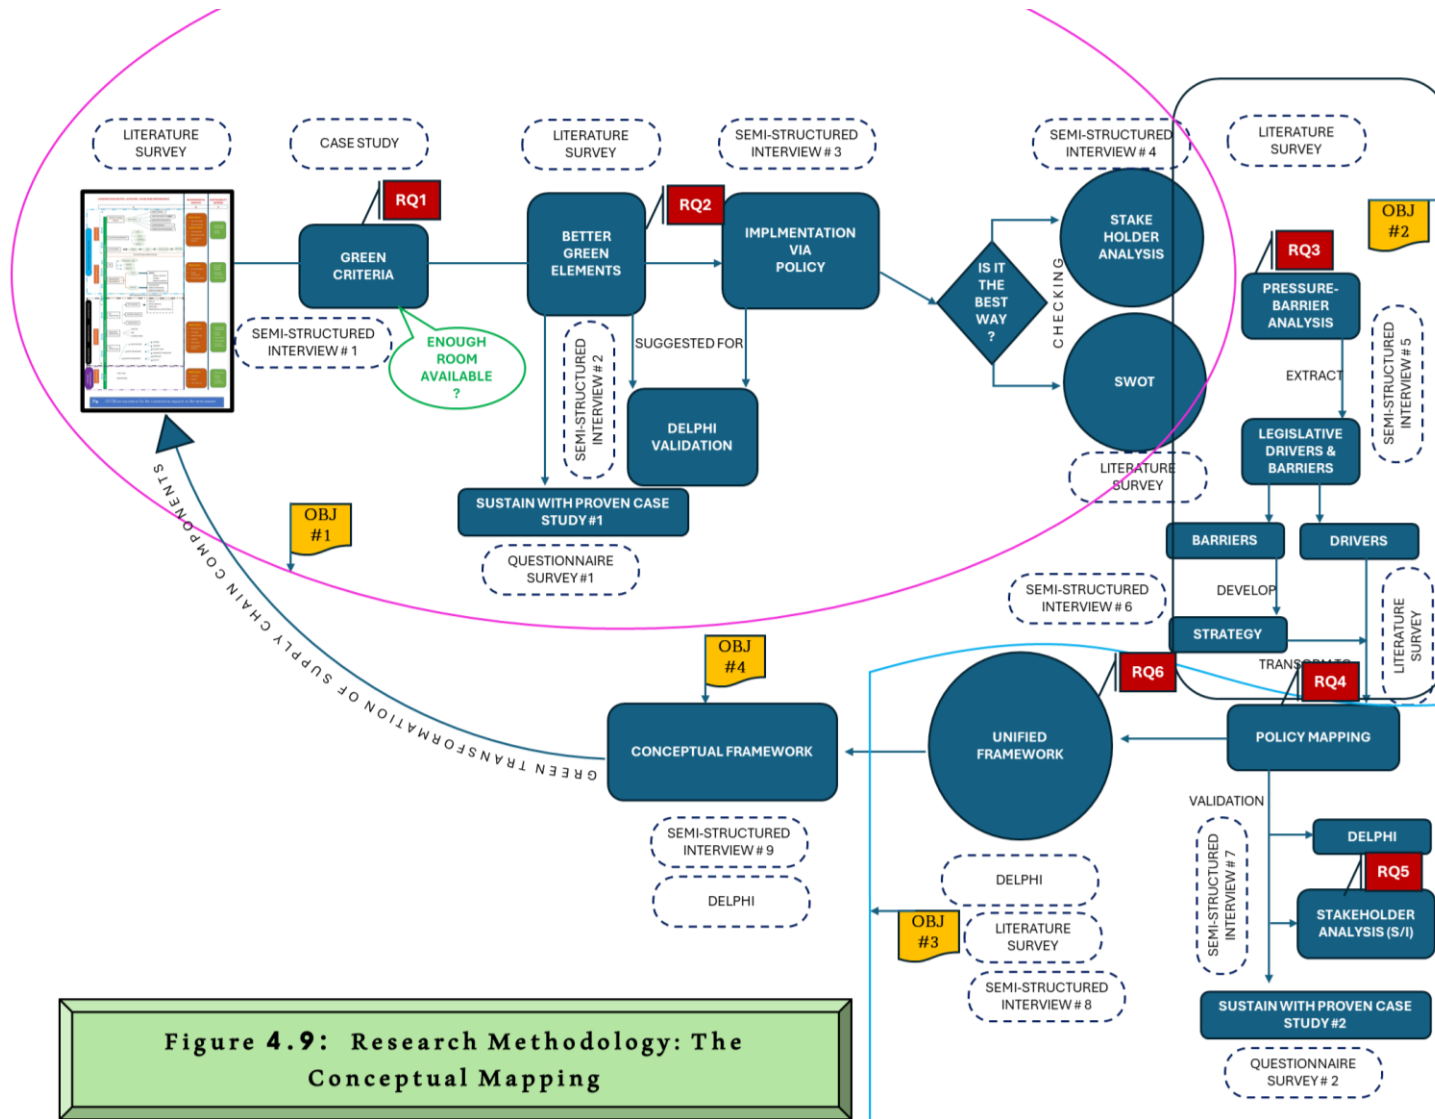 LITERATURE
SURVEY
CASE STUDY
LITERATURE
SURVEY
SEMI-STRUCTURED
INTERVIEW # 3
SEMI-STRUCTURED
INTERVIEW # 4
LITERATURE
SURVEY
RQ1
RQ2
OBJ
#2
RQ3
GREEN
CRITERIA
BETTER
GREEN
ELEMENTS
IMPLMENTATION
VIA
POLICY
IS IT
THE
BEST
WAY
?
CHECKING
STAKE
HOLDER
ANALYSIS
SWOT
PRESSURE-
BARRIER
ANALYSIS
SEMI-STRUCTURED
INTERVIEW # 1
ENOUGH
ROOM
AVAILABLE
?
SEMI-STRUCTURED
INTERVIEW # 2
SUGGESTED FOR
DELPHI
VALIDATION
EXTRACT
SEMI-STRUCTURED
INTERVIEW # 5
LEGISLATIVE
DRIVERS &
BARRIERS
LITERATURE
SURVEY
SUSTAIN WITH PROVEN CASE
STUDY #1
OBJ
#1
QUESTIONNAIRE
SURVEY #1
BARRIERS
DRIVERS
SEMI-STRUCTURED
INTERVIEW # 6
DEVELOP
LITERATURE
SURVEY
STRATEGY
TRANSFORM TO
OBJ
#4
RQ6
RQ4
CONCEPTUAL FRAMEWORK
UNIFIED
FRAMEWORK
POLICY MAPPING
GREEN TRANSFORMATION OF SUPPLY CHAIN COMPONENTS
VALIDATION
SEMI-STRUCTURED
INTERVIEW # 7
SEMI-STRUCTURED
INTERVIEW # 9
DELPHI
DELPHI
DELPHI
RQ5
OBJ
#3
LITERATURE
SURVEY
STAKEHOLDER
ANALYSIS (S/I)
SEMI-STRUCTURED
INTERVIEW # 8
SUSTAIN WITH PROVEN CASE
STUDY #2
QUESTIONNAIRE
SURVEY # 2
Figure 4.9: Research Methodology: The
Conceptual Mapping